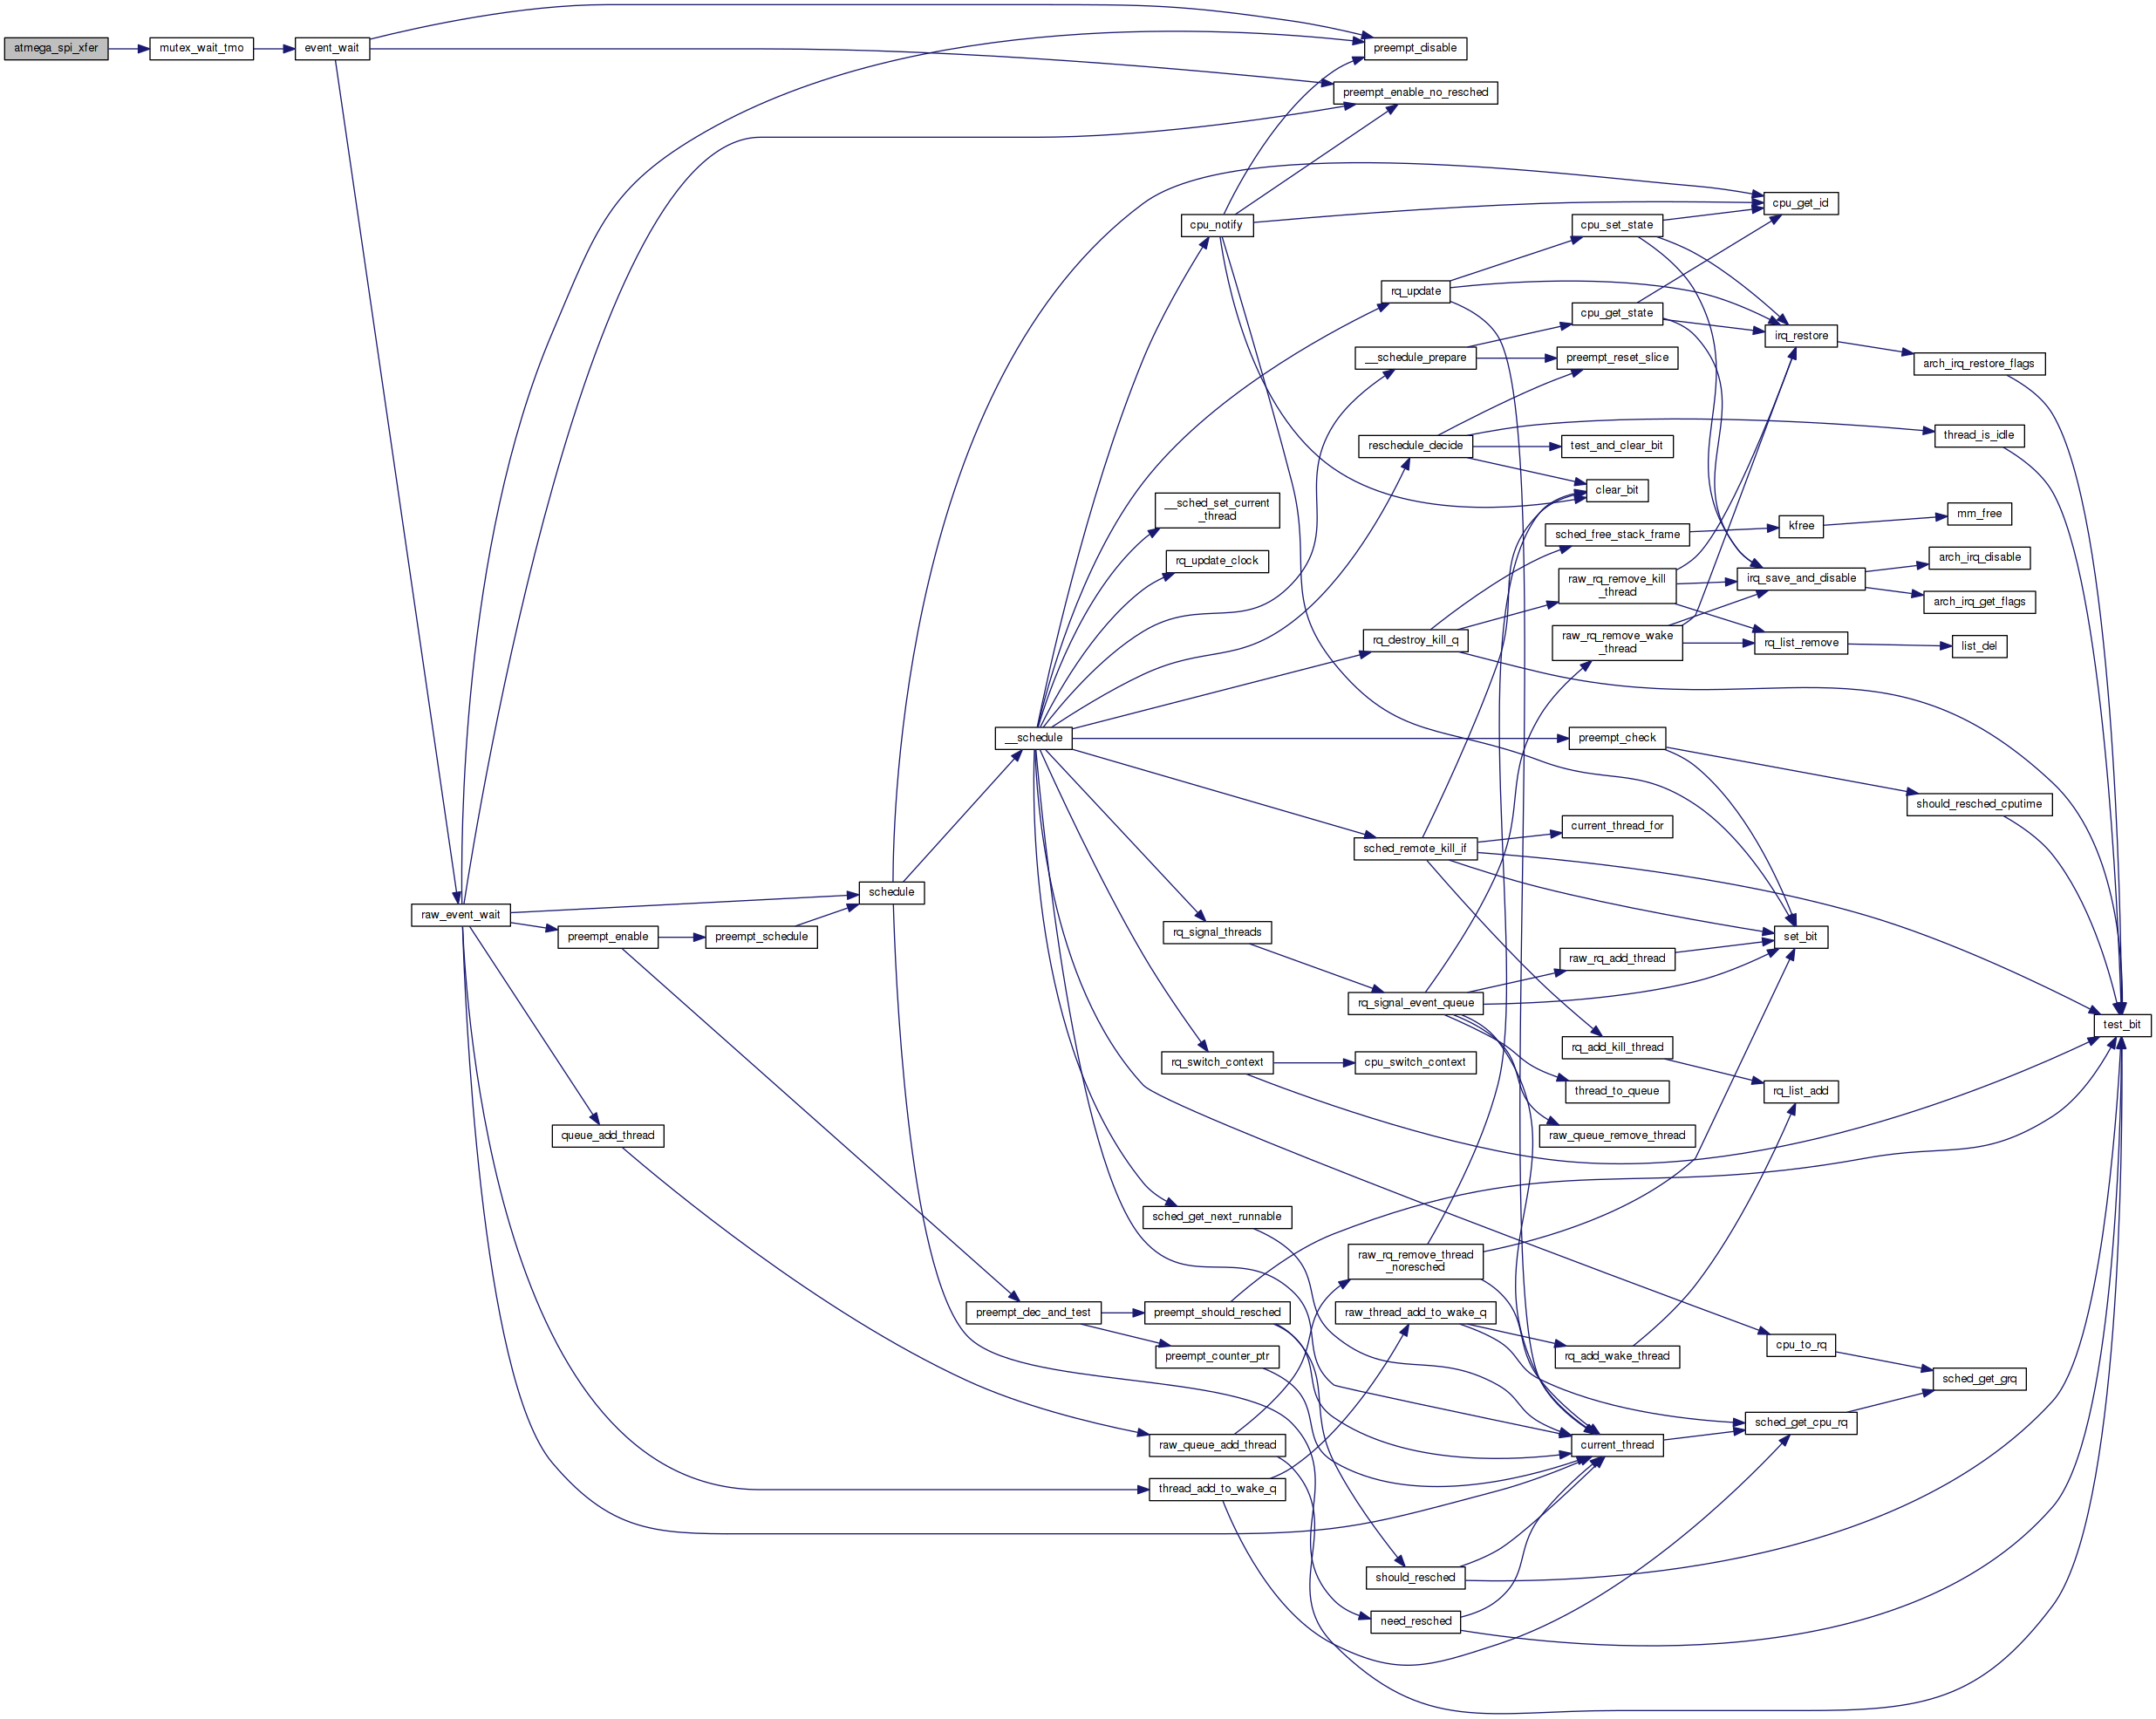 atmega_spi_xfer
mutex_wait_tmo
event_wait
preempt_disable
preempt_enable_no_resched
cpu_get_id
cpu_notify
cpu_set_state
rq_update
cpu_get_state
irq_restore
__schedule_prepare
preempt_reset_slice
arch_irq_restore_flags
reschedule_decide
test_and_clear_bit
thread_is_idle
clear_bit
__sched_set_current
_thread
mm_free
kfree
sched_free_stack_frame
rq_update_clock
arch_irq_disable
raw_rq_remove_kill
_thread
irq_save_and_disable
arch_irq_get_flags
rq_destroy_kill_q
raw_rq_remove_wake
_thread
rq_list_remove
list_del
__schedule
preempt_check
should_resched_cputime
current_thread_for
sched_remote_kill_if
schedule
raw_event_wait
preempt_enable
preempt_schedule
rq_signal_threads
set_bit
raw_rq_add_thread
rq_signal_event_queue
test_bit
rq_add_kill_thread
rq_switch_context
cpu_switch_context
thread_to_queue
rq_list_add
queue_add_thread
raw_queue_remove_thread
sched_get_next_runnable
raw_rq_remove_thread
_noresched
preempt_dec_and_test
preempt_should_resched
raw_thread_add_to_wake_q
cpu_to_rq
preempt_counter_ptr
rq_add_wake_thread
sched_get_grq
sched_get_cpu_rq
raw_queue_add_thread
current_thread
thread_add_to_wake_q
should_resched
need_resched